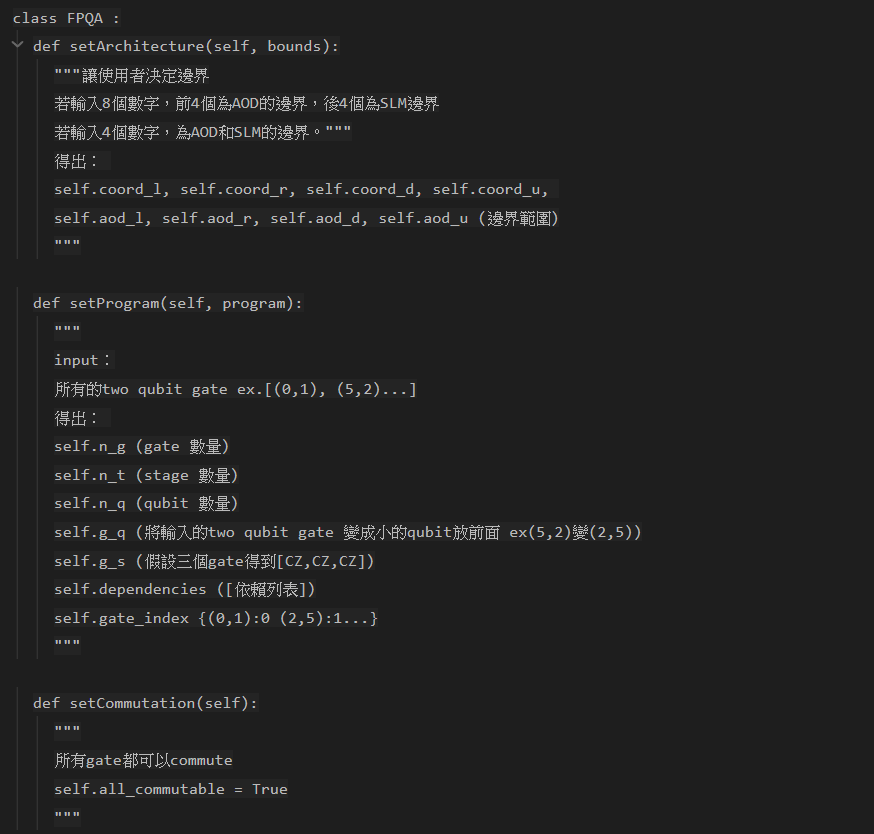 class FPQA :
def setArchitecture(self, bounds):
"""讓使用者決定邊界
若輸入8個數字，前4個為AOD的邊界，後4個為SLM邊界
若輸入4個數字，為AOD和SLM的邊界。"""
得出：
self.coord_l, self.coord_r, self.coord_d, self.coord_u,
self.aod_l, self.aod_r, self.aod_d, self.aod_u (邊界範圍)
"""
def setProgram(self, program):
"""
input：
所有的two qubit gate ex.[(0,1), (5,2)...]
得出：
self.n_g (gate 數量)
self.n_t (stage 數量)
self.n_q (qubit 數量)
self.g_q (將輸入的two qubit gate 變成小的qubit放前面 ex(5,2)變(2,5))
self.g_s (假設三個gate得到[CZ,CZ,CZ])
self.dependencies ([依賴列表])
self.gate_index {(0,1):0 (2,5):1...}
"""
def setCommutation(self):
"""
所有gate都可以commute
self.all_commutable = True
"""